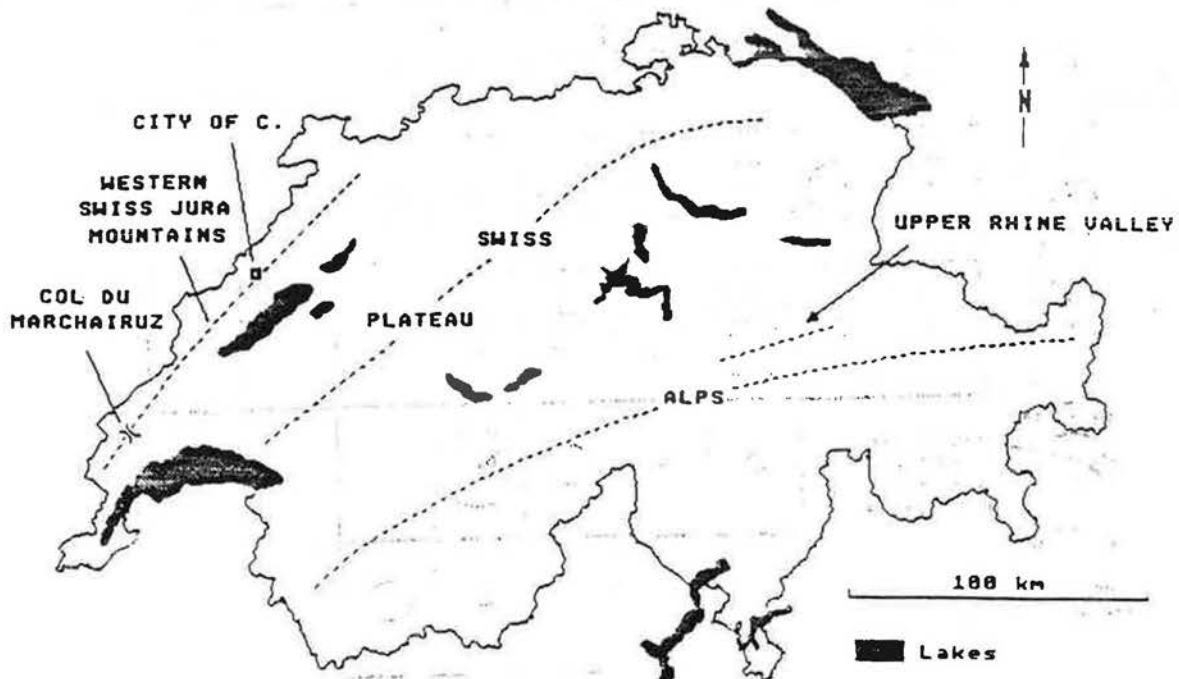 N
CITY OF C.
WESTERN
SWISS JURA
MOUNTAINS
UPPER RHINE VALLEY
SWISS
COL DU
MARCHAIRUZ
PLATEAU
ALPS
100 km
Lakes